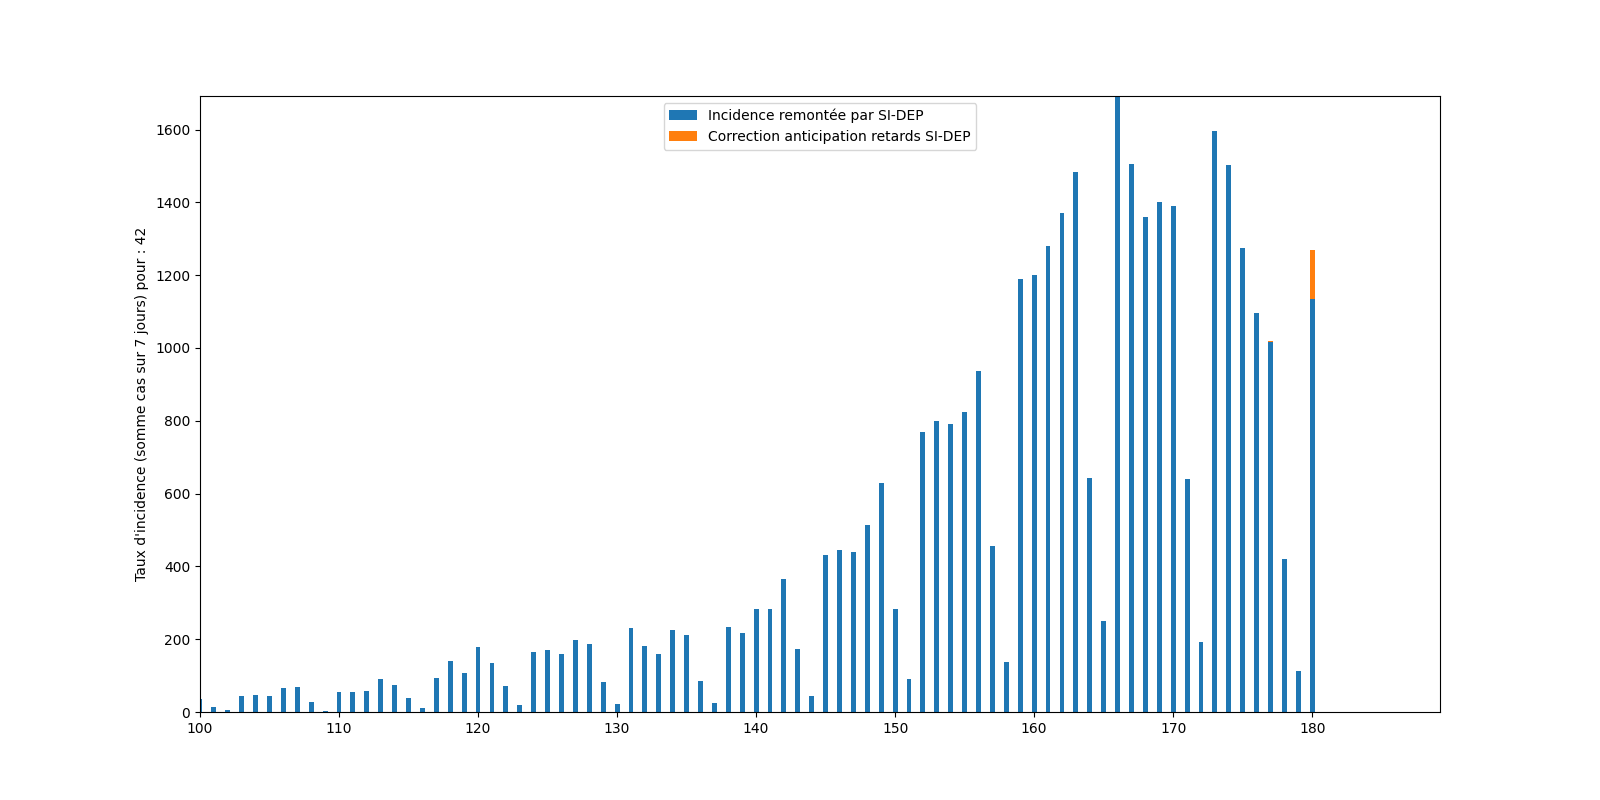 Incidence remontée par SI-DEP
Correction anticipation retards SI-DEP
Taux d'incidence (somme cas sur 7 jours) pour : 42
1600
1400
1200
1000
800
600
400
200
0
100 110 120 130 140 150 160 170 180